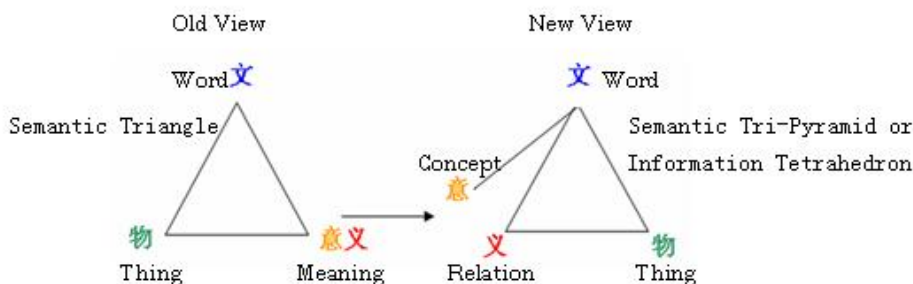 Old View
New View
Word文
文 Word
Semantic Triangle
Semantic Tri-Pyramid or
Information Tetrahedron
Concept
意
物
意义
义
物
Thing
Meaning
Relation
Thing